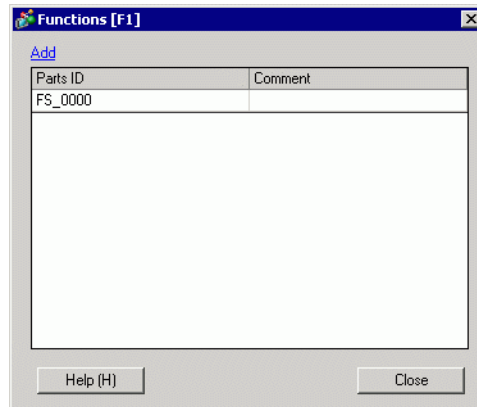 Functions [F1]
Add
Parts ID Comment
FS_0000
Help (H) Close